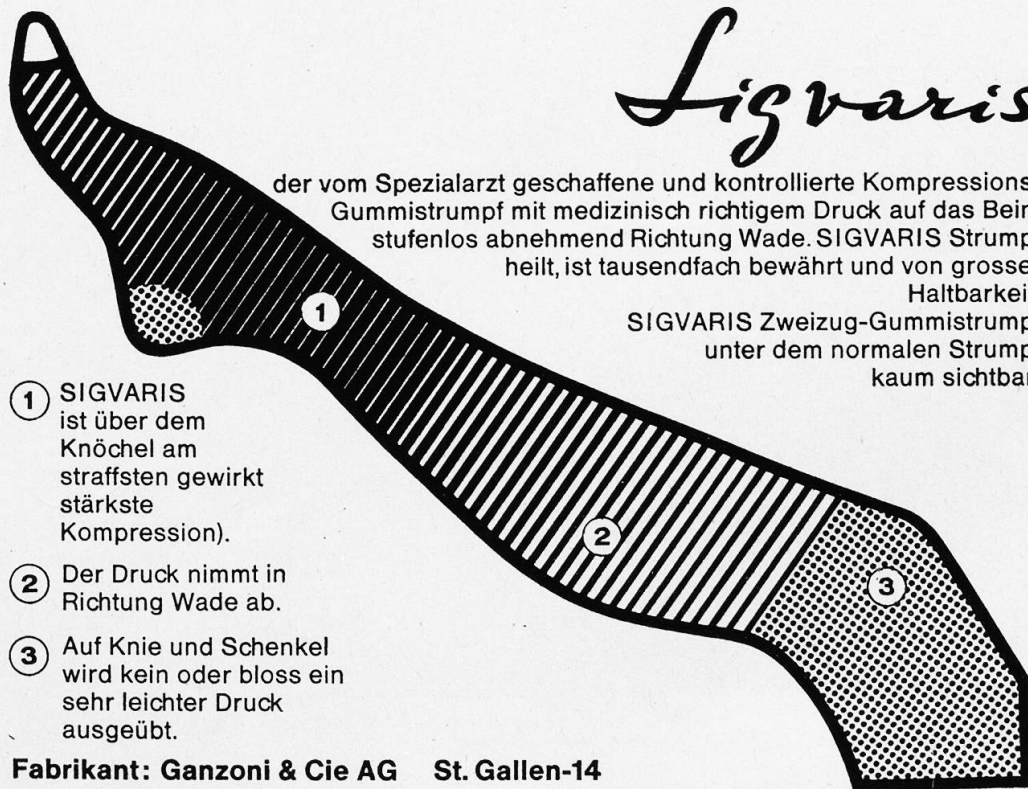 Sigvaris
der vom Spezialarzt geschaffene und kontrollierte Kompressions
Gummistrumpf mit medizinisch richtigem Druck auf das Bein
stufenlos abnehmend Richtung Wade. SIGVARIS Strump
heilt, ist tausendfach bewährt und von grosse
Haltbarkei
SIGVARIS Zweizug-Gummistrump
unter dem normalen Strump
kaum sichtbar
1
2
3
1 SIGVARIS
ist über dem
Knöchel am
straffsten gewirkt
stärkste
Kompression).
2 Der Druck nimmt in
Richtung Wade ab.
3 Auf Knie und Schenkel
wird kein oder bloss ein
sehr leichter Druck
ausgeübt.
Fabrikant: Ganzoni & Cie AG St. Gallen-14